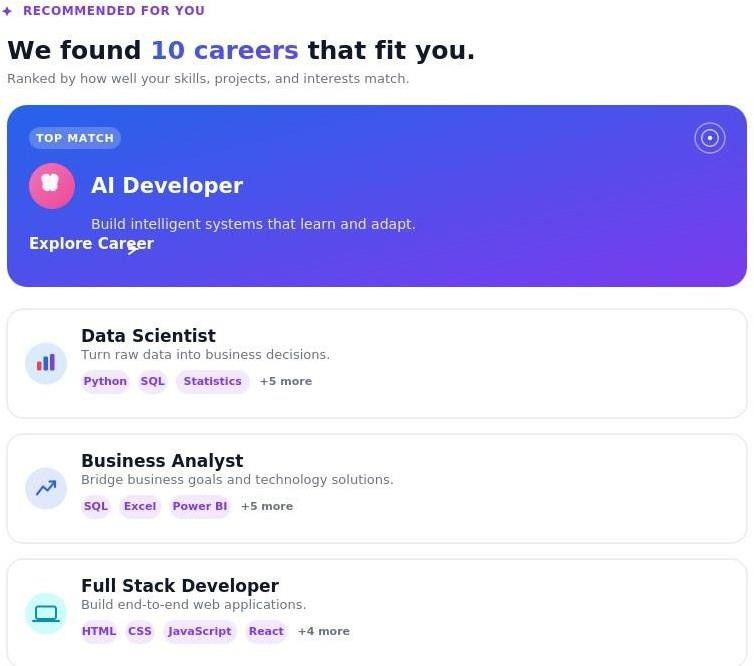 RECOMMENDED FOR YOU
We found 10 careers that fit you.
Ranked by how well your skills, projects, and interests match.
TOP MATCH
AI Developer
Build intelligent systems that learn and adapt.
Explore Career
Data Scientist
Turn raw data into business decisions.
Python SQL Statistics +5 more
Business Analyst
Bridge business goals and technology solutions.
SQL Excel Power BI +5 more
Full Stack Developer
Build end-to-end web applications.
HTML CSS JavaScript React +4 more